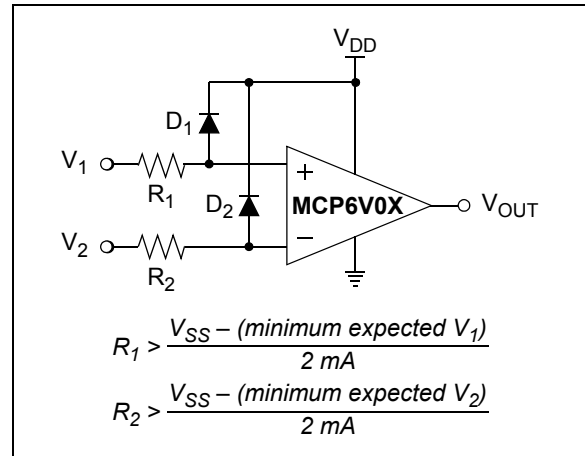 V_DD
D_1
V_1
R_1
+
MCP6V0X
V_OUT
D_2
V_2
R_2
–
R_1 > V_SS – (minimum expected V_1)
2 mA
R_2 > V_SS – (minimum expected V_2)
2 mA